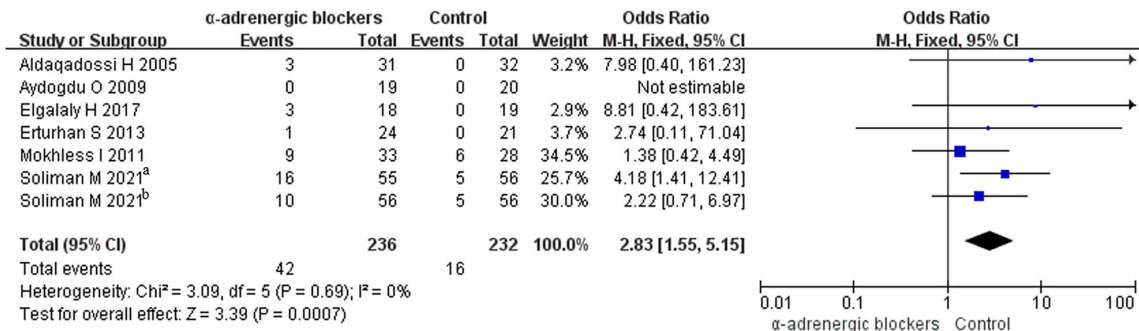 α-adrenergic blockers Control Odds Ratio Odds Ratio
Study or Subgroup Events Total Events Total Weight M-H, Fixed, 95% CI M-H, Fixed, 95% CI
Aldaqadossi H 2005 3 31 0 32 3.2% 7.98 [0.40, 161.23]
Aydogdu O 2009 0 19 0 20 Not estimable
Elgalaly H 2017 3 18 0 19 2.9% 8.81 [0.42, 183.61]
Erturhan S 2013 1 24 0 21 3.7% 2.74 [0.11, 71.04]
Mokhless I 2011 9 33 6 28 34.5% 1.38 [0.42, 4.49]
Soliman M 2021ᵃ 16 55 5 56 25.7% 4.18 [1.41, 12.41]
Soliman M 2021ᵇ 10 56 5 56 30.0% 2.22 [0.71, 6.97]
Total (95% CI) 236 232 100.0% 2.83 [1.55, 5.15]
Total events 42 16
Heterogeneity: Chi² = 3.09, df = 5 (P = 0.69); I² = 0%
Test for overall effect: Z = 3.39 (P = 0.0007)
0.01 0.1 1 10 100
α-adrenergic blockers Control